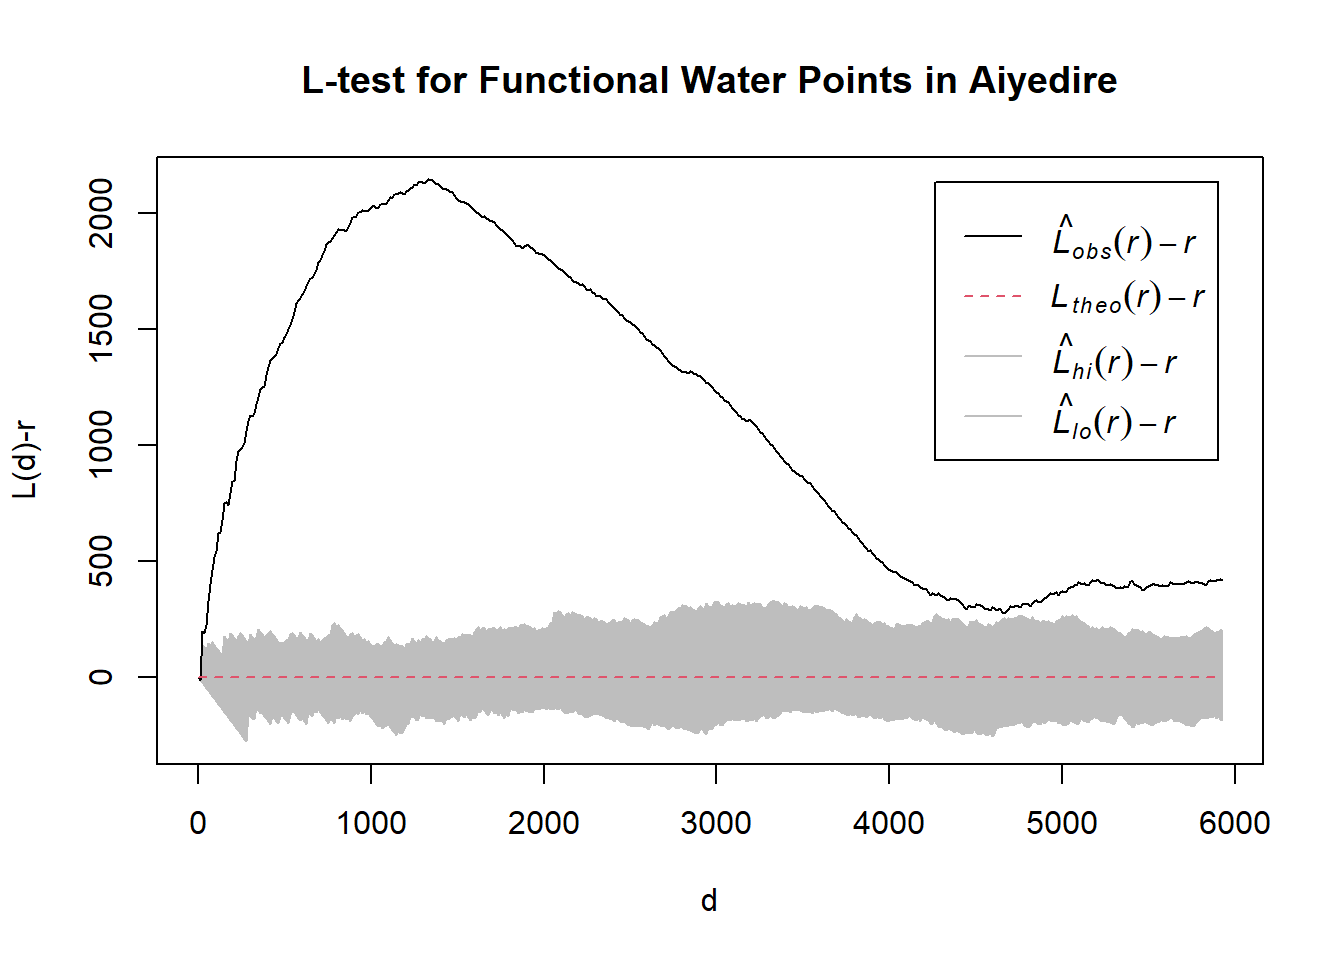 L-test for Functional Water Points in Aiyedire
L(d)-r
2000
1500
1000
500
0
L̂obs(r) − r
Ltheo(r) − r
L̂hi(r) − r
L̂lo(r) − r
0 1000 2000 3000 4000 5000 6000
d